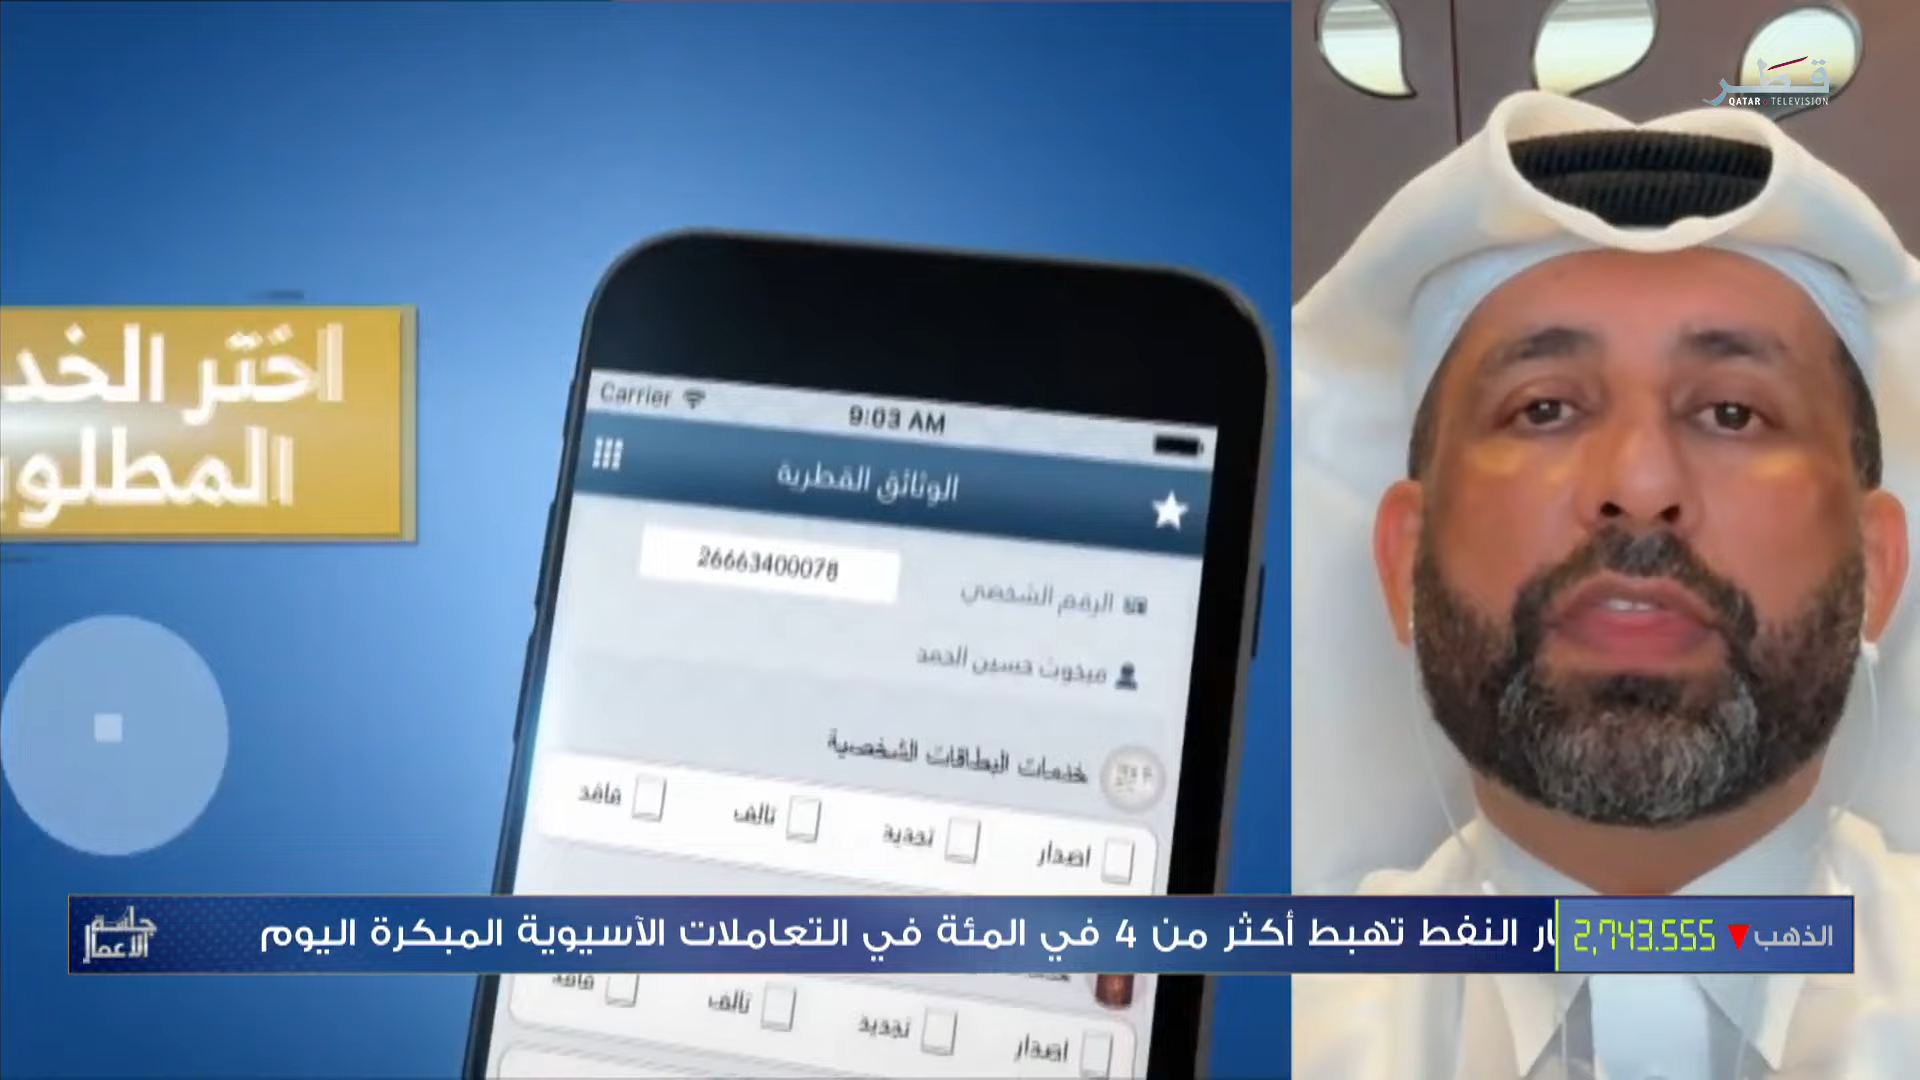 قطر
QATAR TELEVISION
اختر الخد
المطلو
Carrier
9:03 AM
الوثائق القطرية
الرقم الشخصي
26663400078
مبخوت حسين الحمد
خدمات البطاقات الشخصية
اصدار
تجديد
تالف
فاقد
الذهب
2,743.555
ار النفط تهبط أكثر من 4 في المئة في التعاملات الآسيوية المبكرة اليوم
جلسة
الأعمال
اصدار
تجديد
تالف
فاقد